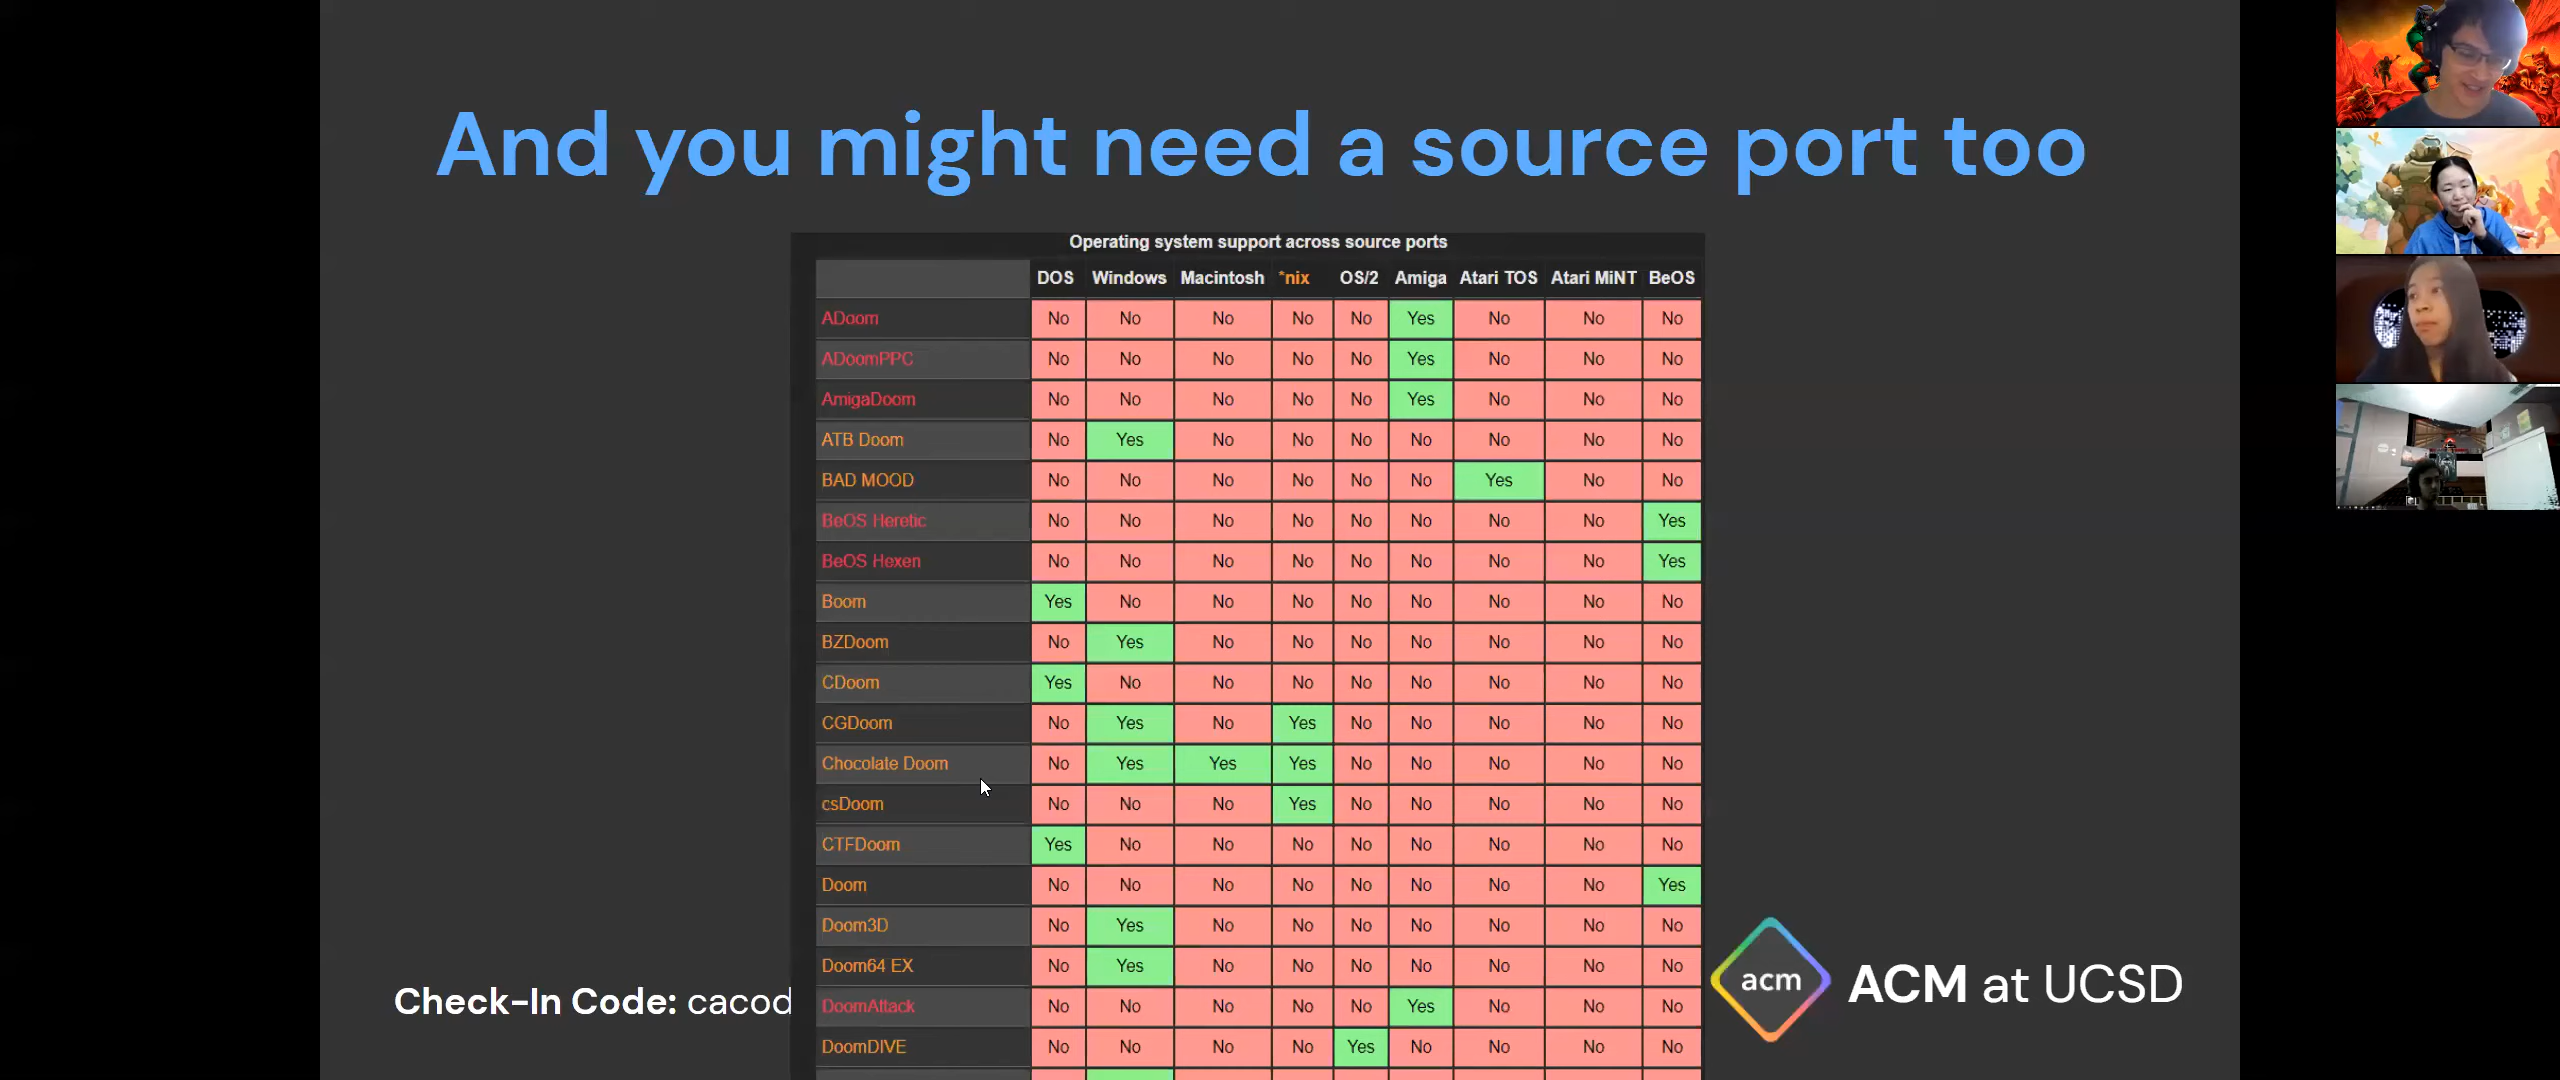 And you might need a source port too
Operating system support across source ports
DOS Windows Macintosh *nix OS/2 Amiga Atari TOS Atari MiNT BeOS
ADoom No No No No No Yes No No No
ADoomPPC No No No No No Yes No No No
AmigaDoom No No No No No Yes No No No
ATB Doom No Yes No No No No No No No
BAD MOOD No No No No No No Yes No No
BeOS Heretic No No No No No No No No Yes
BeOS Hexen No No No No No No No No Yes
Boom Yes No No No No No No No No
BZDoom No Yes No No No No No No No
CDoom Yes No No No No No No No No
CGDoom No Yes No Yes No No No No No
Chocolate Doom No Yes Yes Yes No No No No No
csDoom No No No Yes No No No No No
CTFDoom Yes No No No No No No No No
Doom No No No No No No No No Yes
Doom3D No Yes No No No No No No No
Doom64 EX No Yes No No No No No No No
DoomAttack No No No No No Yes No No No
DoomDIVE No No No No Yes No No No No
Check-In Code: cacod
acm ACM at UCSD